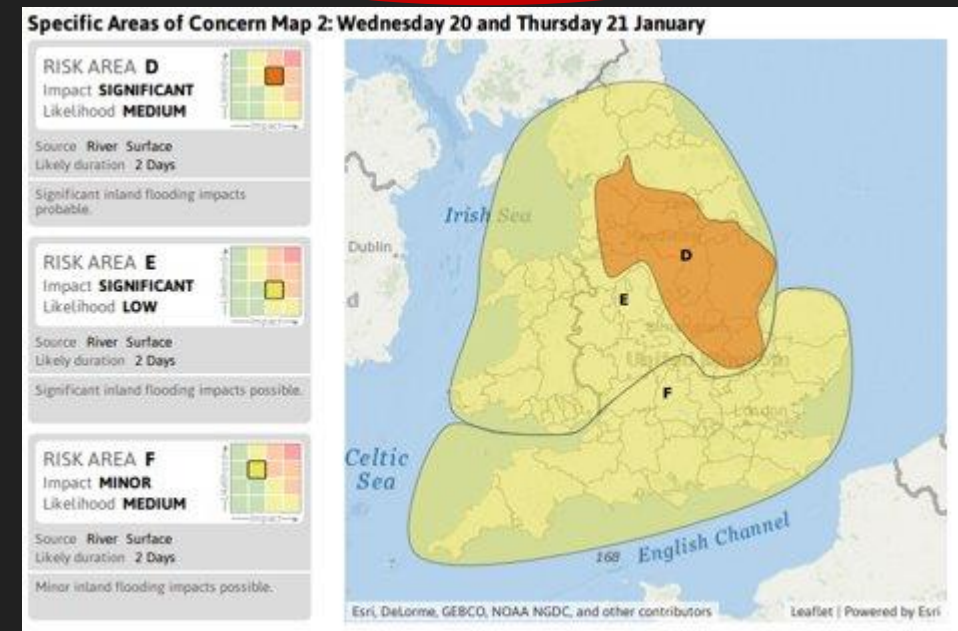 Specific Areas of Concern Map 2: Wednesday 20 and Thursday 21 January
RISK AREA D
Impact SIGNIFICANT
Likelihood MEDIUM
Source River Surface
Likely duration 2 Days
Significant inland flooding impacts
probable.
RISK AREA E
Impact SIGNIFICANT
Likelihood LOW
Source River Surface
Likely duration 2 Days
Significant inland flooding impacts possible.
RISK AREA F
Impact MINOR
Likelihood MEDIUM
Source River Surface
Likely duration 2 Days
Minor inland flooding impacts possible.
Irish Sea
Dublin
d
D
E
United Kingdom
F
London
Celtic
Sea
168 English Channel
Esri, DeLorme, GEBCO, NOAA NGDC, and other contributors
Leaflet | Powered by Esri